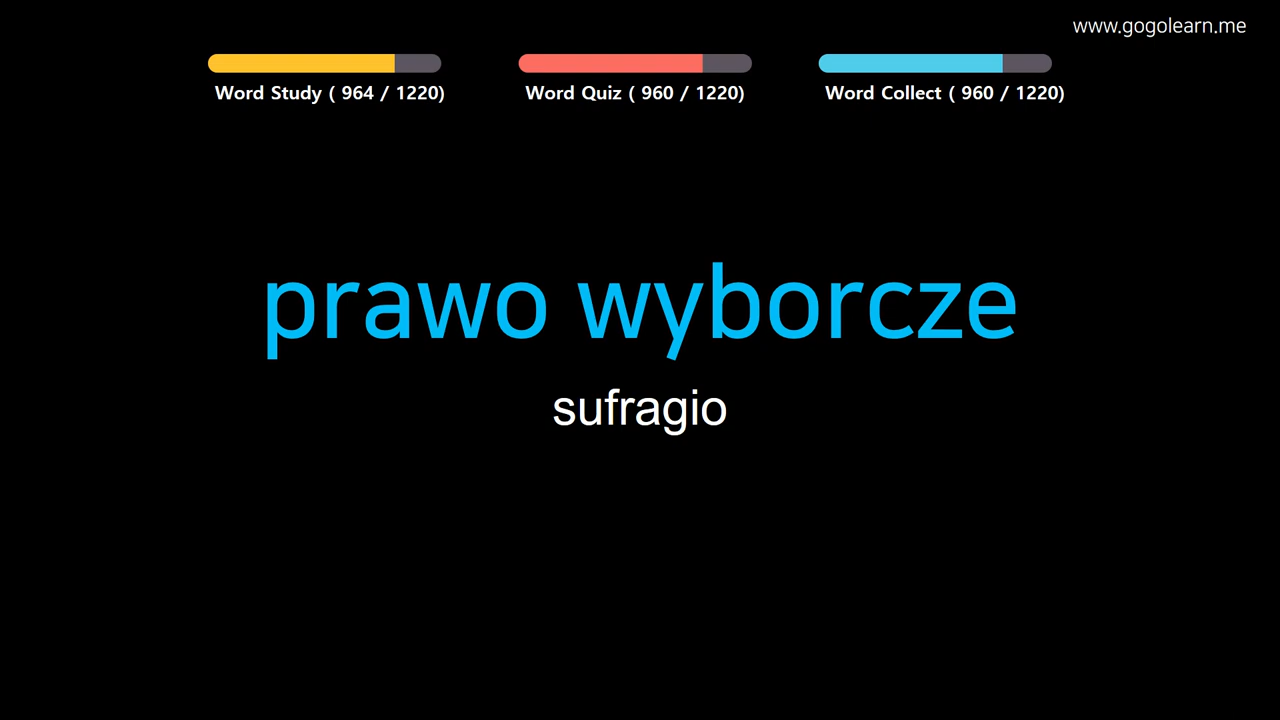 www.gogolearn.me
Word Study ( 964 / 1220)
Word Quiz ( 960 / 1220)
Word Collect ( 960 / 1220)
prawo wyborcze
sufragio